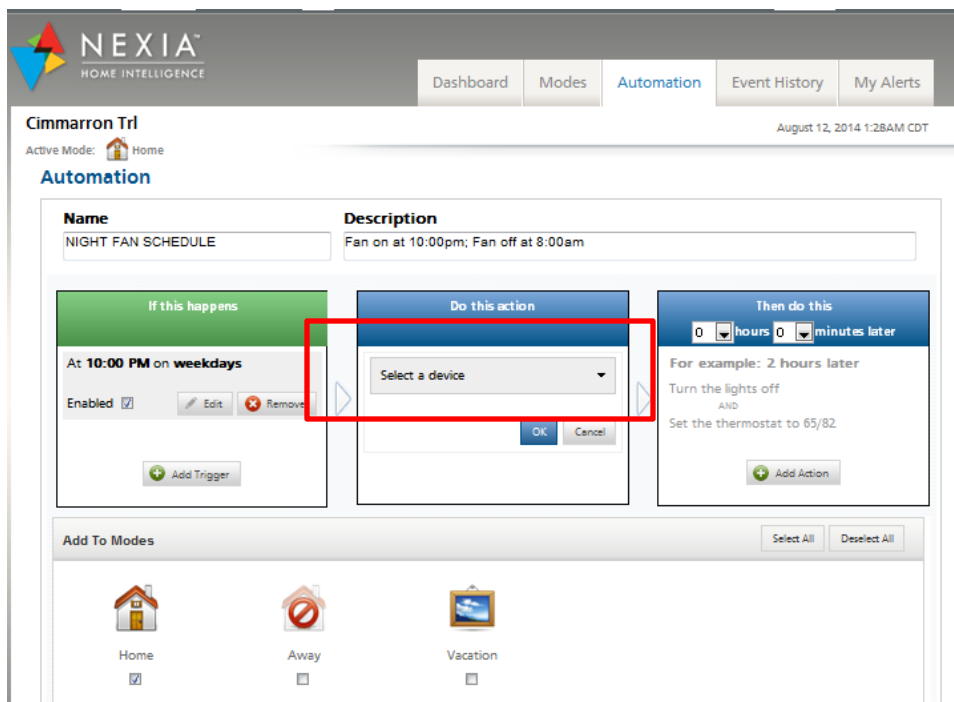 NEXIA™
HOME INTELLIGENCE
Dashboard Modes Automation Event History My Alerts
Cimmarron Trl
August 12, 2014 1:28AM CDT
Active Mode: Home
Automation
Name Description
NIGHT FAN SCHEDULE Fan on at 10:00pm; Fan off at 8:00am
If this happens Do this action Then do this
0 hours 0 minutes later
At 10:00 PM on weekdays Select a device For example: 2 hours later
Turn the lights off
Enabled Edit Remove AND
OK Cancel Set the thermostat to 65/82
Add Trigger Add Action
Add To Modes Select All Deselect All
Home Away Vacation